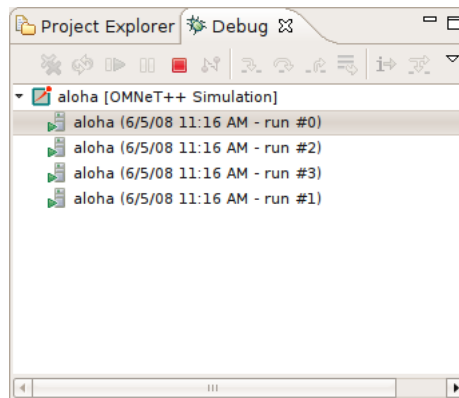 Project Explorer Debug
aloha [OMNeT++ Simulation]
aloha (6/5/08 11:16 AM - run #0)
aloha (6/5/08 11:16 AM - run #2)
aloha (6/5/08 11:16 AM - run #3)
aloha (6/5/08 11:16 AM - run #1)